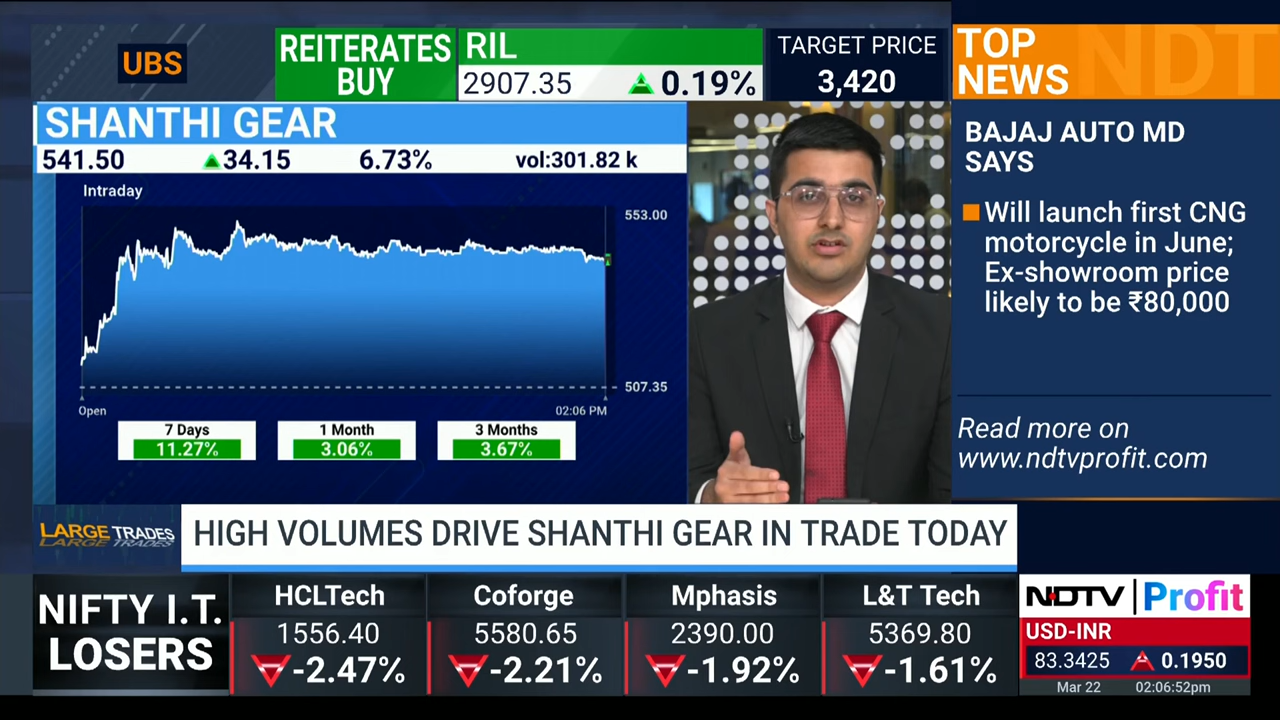 UBS
REITERATES
BUY
RIL
2907.35 0.19%
TARGET PRICE
3,420
TOP
NEWS
NDT
SHANTHI GEAR
541.50 34.15 6.73% vol:301.82 k
Intraday
553.00
507.35
Open 02:06 PM
7 Days
11.27%
1 Month
3.06%
3 Months
3.67%
BAJAJ AUTO MD
SAYS
Will launch first CNG
motorcycle in June;
Ex-showroom price
likely to be ₹80,000
Read more on
www.ndtvprofit.com
LARGE TRADES
LARGE TRADES
HIGH VOLUMES DRIVE SHANTHI GEAR IN TRADE TODAY
NIFTY I.T.
LOSERS
HCLTech
1556.40
-2.47%
Coforge
5580.65
-2.21%
Mphasis
2390.00
-1.92%
L&T Tech
5369.80
-1.61%
NDTV Profit
USD-INR
83.3425 0.1950
Mar 22 02:06:52pm